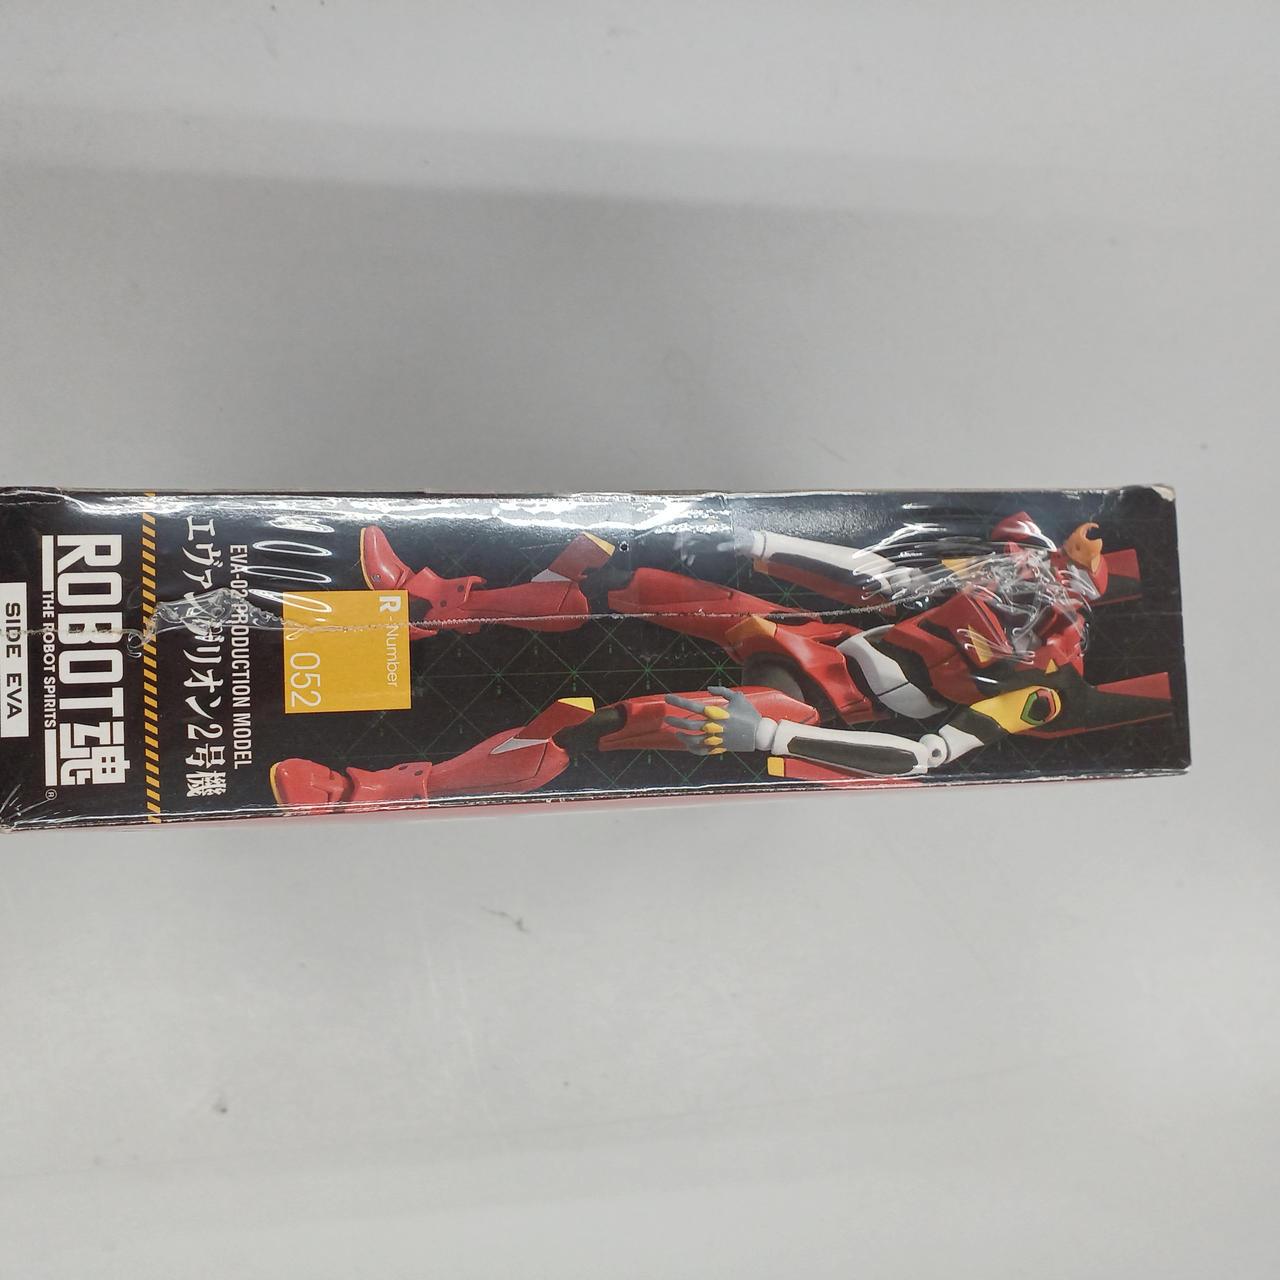 R-Number
052
EVA-02 PRODUCTION MODEL
エヴァンゲリオン2号機
ROBOT魂®
THE ROBOT SPIRITS
SIDE EVA